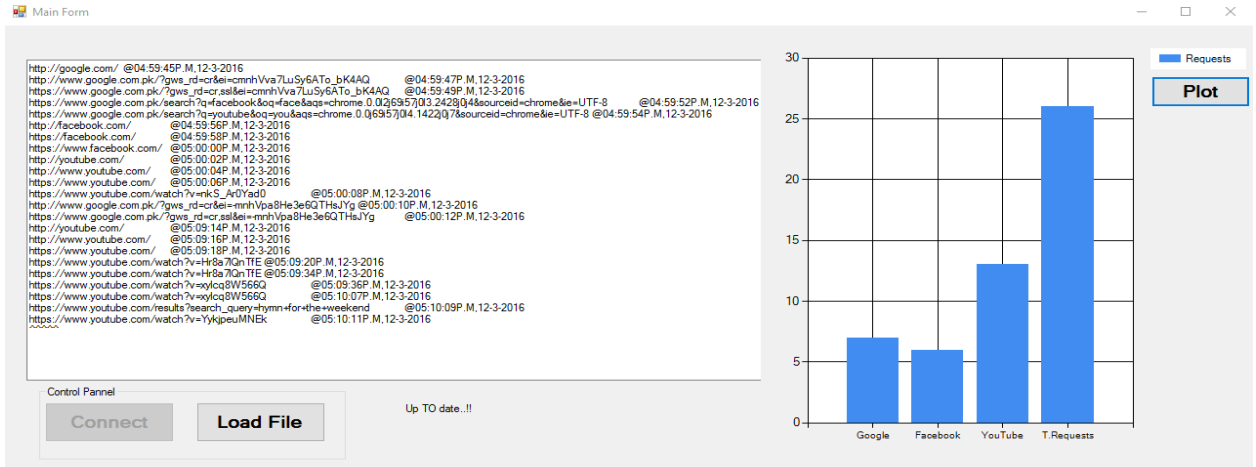 Main Form
http://google.com/ @04:59:45P.M,12-3-2016
http://www.google.com.pk/?gws_rd=cr&ei=cmnhVva7LuSy6ATo_bK4AQ @04:59:47P.M,12-3-2016
https://www.google.com.pk/?gws_rd=cr,ssl&ei=cmnhVva7LuSy6ATo_bK4AQ @04:59:49P.M,12-3-2016
https://www.google.com.pk/search?q=facebook&oq=face&aqs=chrome.0.0l2j69i57j0l3.2428j0j4&sourceid=chrome&ie=UTF-8 @04:59:52P.M,12-3-2016
https://www.google.com.pk/search?q=youtube&oq=you&aqs=chrome.0.0j69i57j0l4.1422j0j7&sourceid=chrome&ie=UTF-8 @04:59:54P.M,12-3-2016
http://facebook.com/ @04:59:56P.M,12-3-2016
https://facebook.com/ @04:59:58P.M,12-3-2016
https://www.facebook.com/ @05:00:00P.M,12-3-2016
http://youtube.com/ @05:00:02P.M,12-3-2016
http://www.youtube.com/ @05:00:04P.M,12-3-2016
https://www.youtube.com/ @05:00:06P.M,12-3-2016
https://www.youtube.com/watch?v=nkS_Ar0Yad0 @05:00:08P.M,12-3-2016
http://www.google.com.pk/?gws_rd=cr&ei=-mnhVpa8He3e6QTHsJYg @05:00:10P.M,12-3-2016
https://www.google.com.pk/?gws_rd=cr,ssl&ei=-mnhVpa8He3e6QTHsJYg @05:00:12P.M,12-3-2016
http://youtube.com/ @05:09:14P.M,12-3-2016
http://www.youtube.com/ @05:09:16P.M,12-3-2016
https://www.youtube.com/ @05:09:18P.M,12-3-2016
https://www.youtube.com/watch?v=Hr8a7lQnTfE @05:09:20P.M,12-3-2016
https://www.youtube.com/watch?v=Hr8a7lQnTfE @05:09:34P.M,12-3-2016
https://www.youtube.com/watch?v=xylcq8W566Q @05:09:36P.M,12-3-2016
https://www.youtube.com/watch?v=xylcq8W566Q @05:10:07P.M,12-3-2016
https://www.youtube.com/results?search_query=hymn+for+the+weekend @05:10:09P.M,12-3-2016
https://www.youtube.com/watch?v=YykjpeuMNEk @05:10:11P.M,12-3-2016
Control Pannel
Connect
Load File
Up TO date..!!
30
25
20
15
10
5
0
Google
Facebook
YouTube
T.Requests
Requests
Plot